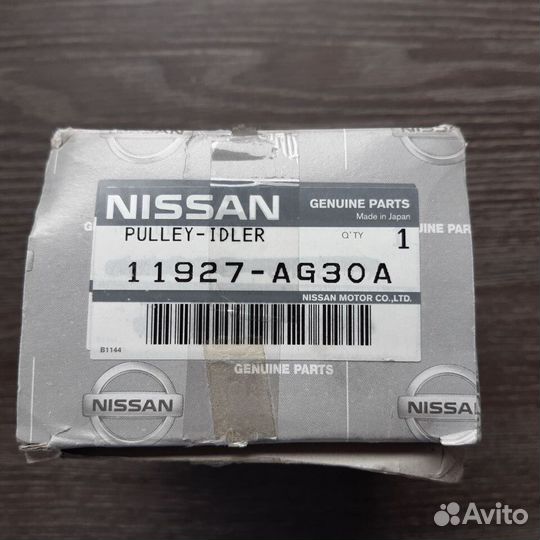 NISSAN
GENUINE PARTS
Made in Japan
PULLEY-IDLER
Q'TY
1
11927-AG30A
NISSAN MOTOR CO.,LTD.
B1144
GENUINE PARTS
NISSAN
NISSAN
Avito